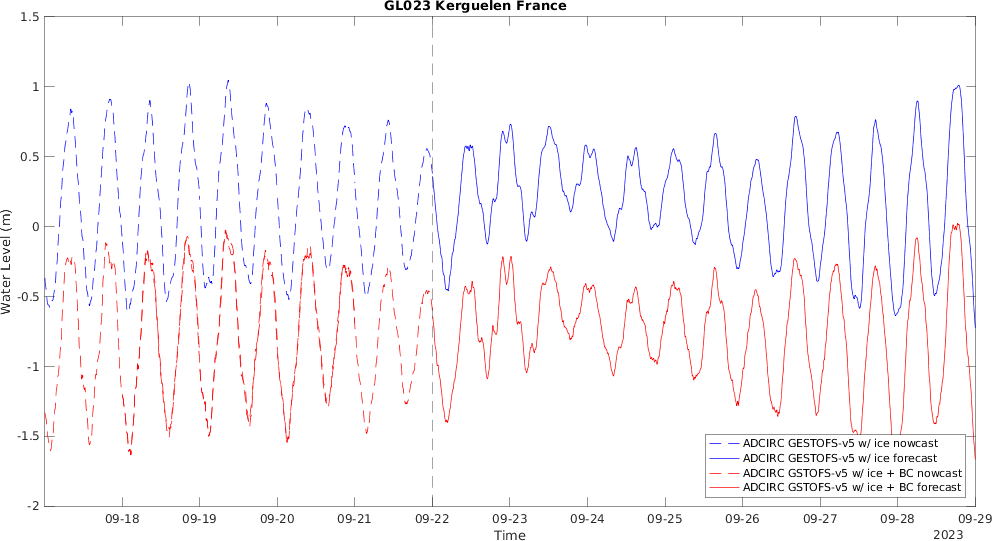 GL023 Kerguelen France
Water Level (m)
1.5
1
0.5
0
-0.5
-1
-1.5
-2
ADCIRC GESTOFS-v5 w/ ice nowcast
ADCIRC GESTOFS-v5 w/ ice forecast
ADCIRC GSTOFS-v5 w/ ice + BC nowcast
ADCIRC GSTOFS-v5 w/ ice + BC forecast
09-18 09-19 09-20 09-21 09-22 09-23 09-24 09-25 09-26 09-27 09-28 09-29
Time
2023